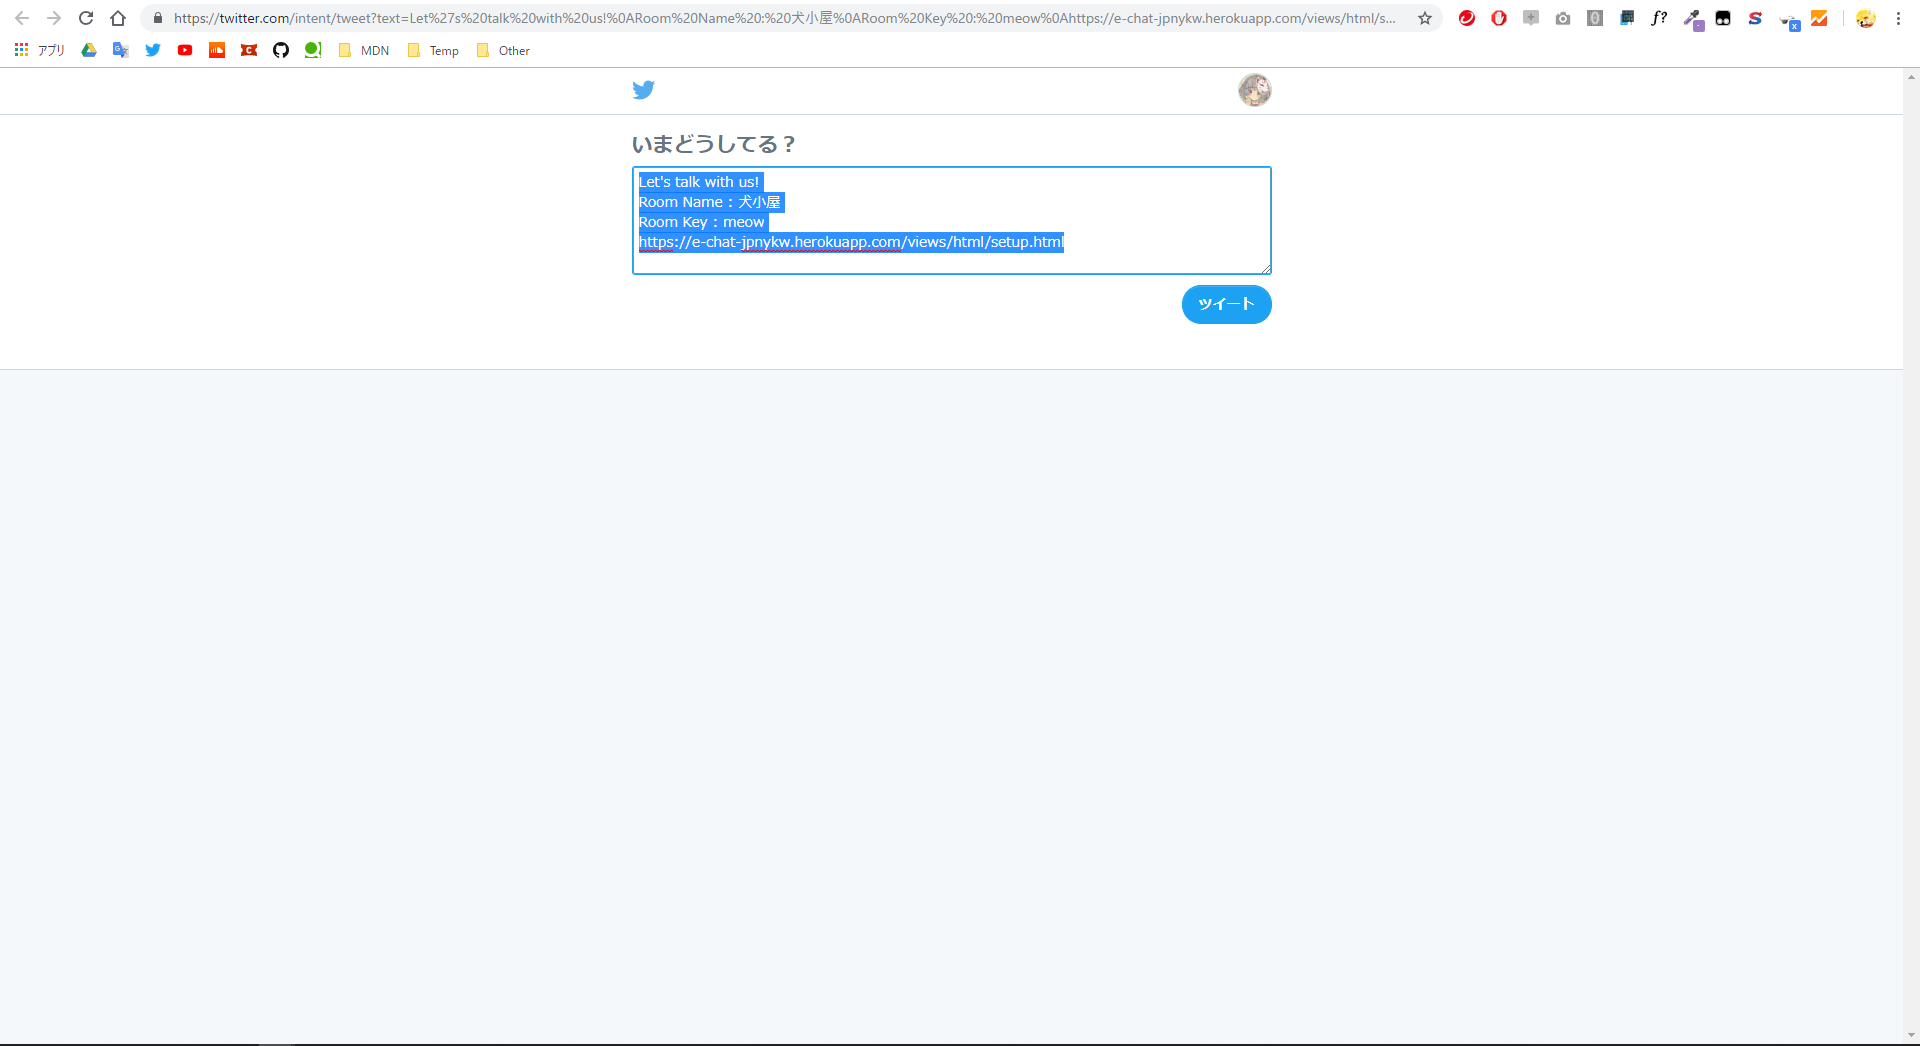 https://twitter.com/intent/tweet?text=Let%27s%20talk%20with%20us!%0ARoom%20Name%20:%20犬小屋%0ARoom%20Key%20:%20meow%0Ahttps://e-chat-jpnykw.herokuapp.com/views/html/s...
アプリ MDN Temp Other
いまどうしてる？
Let's talk with us!
Room Name : 犬小屋
Room Key : meow
https://e-chat-jpnykw.herokuapp.com/views/html/setup.html
ツイート